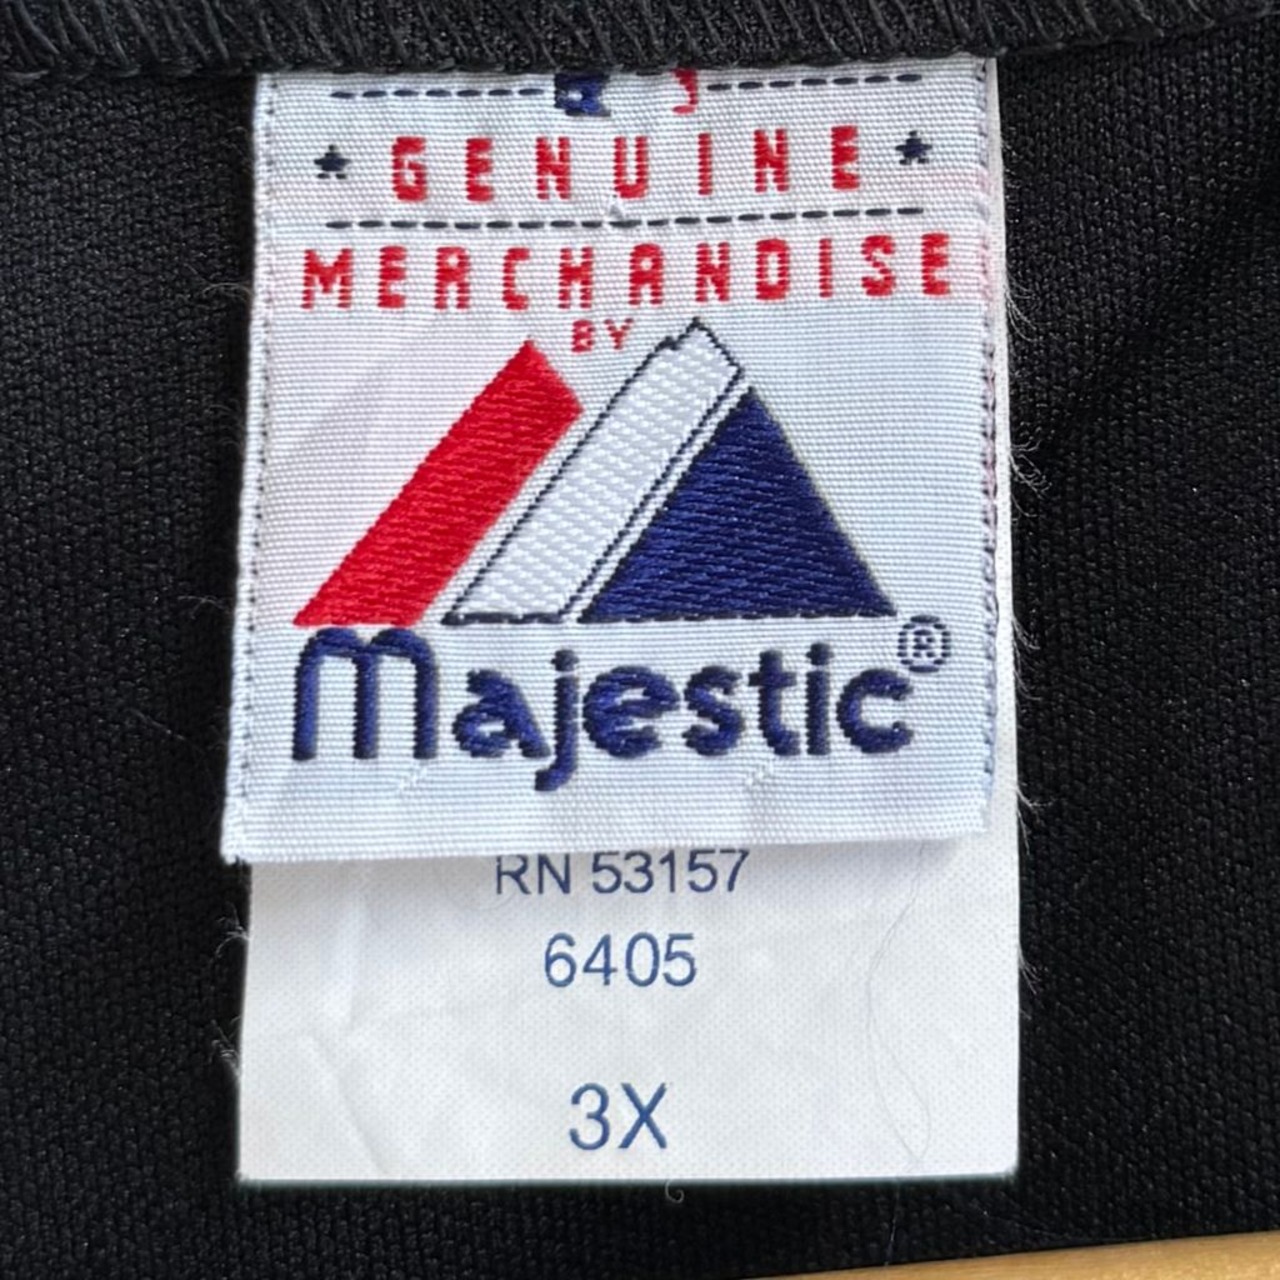 GENUINE
MERCHANDISE
BY
Majestic®
RN 53157
6405
3X